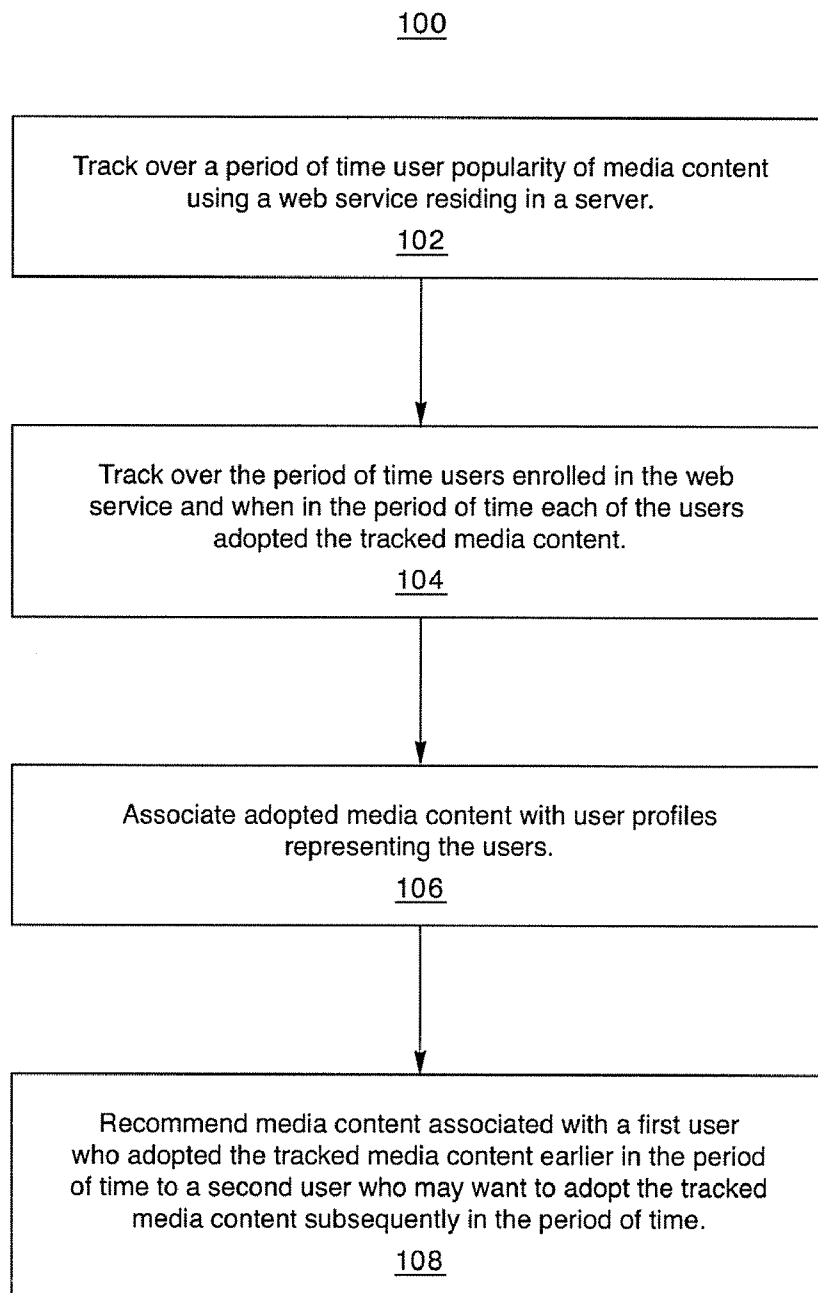 100
Track over a period of time user popularity of media content
using a web service residing in a server.
102
Track over the period of time users enrolled in the web
service and when in the period of time each of the users
adopted the tracked media content.
104
Associate adopted media content with user profiles
representing the users.
106
Recommend media content associated with a first user
who adopted the tracked media content earlier in the period
of time to a second user who may want to adopt the tracked
media content subsequently in the period of time.
108